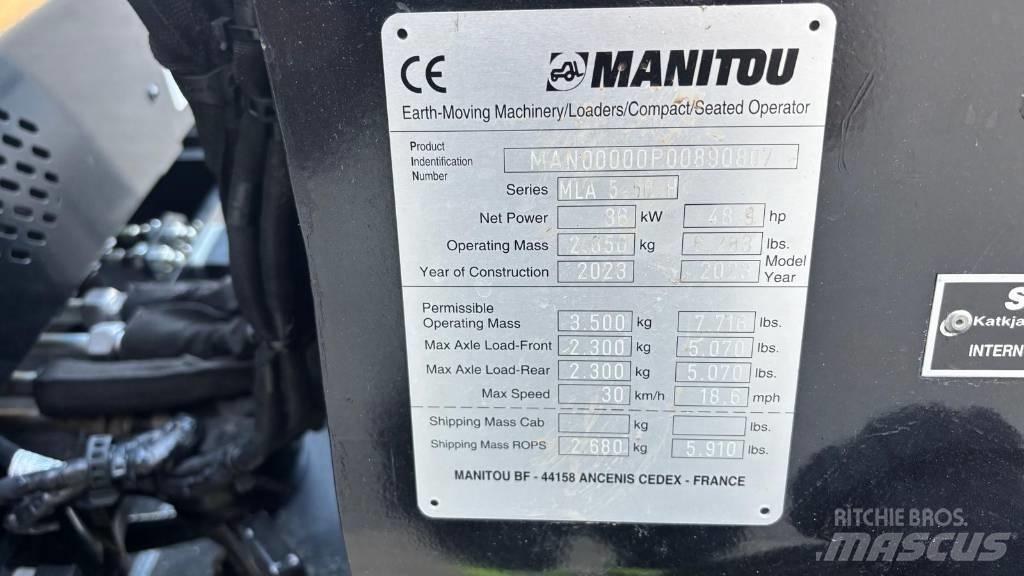 CE MANITOU
Earth-Moving Machinery/Loaders/Compact/Seated Operator
Product
Indentification
Number
MAN00000P00890807
Series MLA
Net Power kW hp
Operating Mass kg lbs.
Year of Construction 2023 2023 Model
Year
Permissible
Operating Mass 3.500 kg 7.716 lbs.
Max Axle Load-Front 2.300 kg 5.070 lbs.
Max Axle Load-Rear 2.300 kg 5.070 lbs.
Max Speed 30 km/h 18.6 mph
Shipping Mass Cab kg lbs.
Shipping Mass ROPS 2.680 kg 5.910 lbs.
MANITOU BF - 44158 ANCENIS CEDEX - FRANCE
RITCHIE BROS.
MASCUS